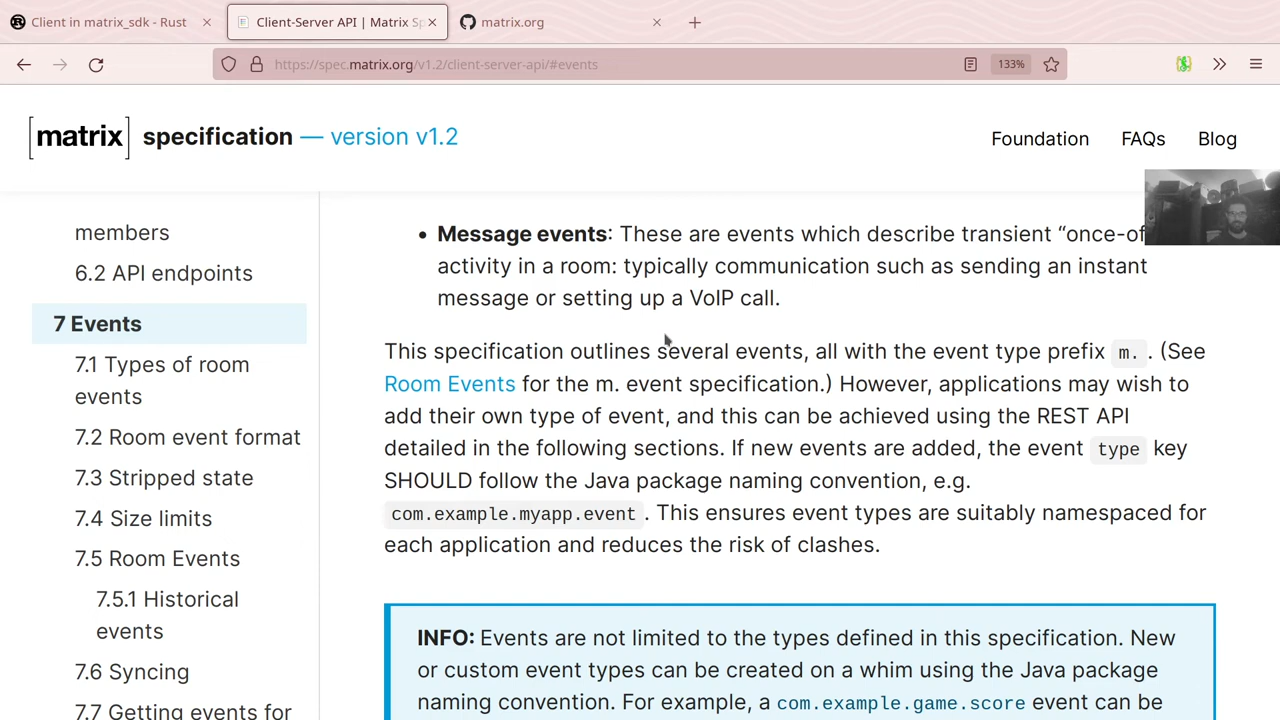 Client in matrix_sdk - Rust
Client-Server API | Matrix Sp
matrix.org
https://spec.matrix.org/v1.2/client-server-api/#events
133%
[matrix] specification — version v1.2
Foundation
FAQs
Blog
members
6.2 API endpoints
7 Events
7.1 Types of room
events
7.2 Room event format
7.3 Stripped state
7.4 Size limits
7.5 Room Events
7.5.1 Historical
events
7.6 Syncing
7.7 Getting events for
• Message events: These are events which describe transient “once-of
activity in a room: typically communication such as sending an instant
message or setting up a VoIP call.
This specification outlines several events, all with the event type prefix m. . (See
Room Events for the m. event specification.) However, applications may wish to
add their own type of event, and this can be achieved using the REST API
detailed in the following sections. If new events are added, the event type key
SHOULD follow the Java package naming convention, e.g.
com.example.myapp.event . This ensures event types are suitably namespaced for
each application and reduces the risk of clashes.
INFO: Events are not limited to the types defined in this specification. New
or custom event types can be created on a whim using the Java package
naming convention. For example, a com.example.game.score event can be